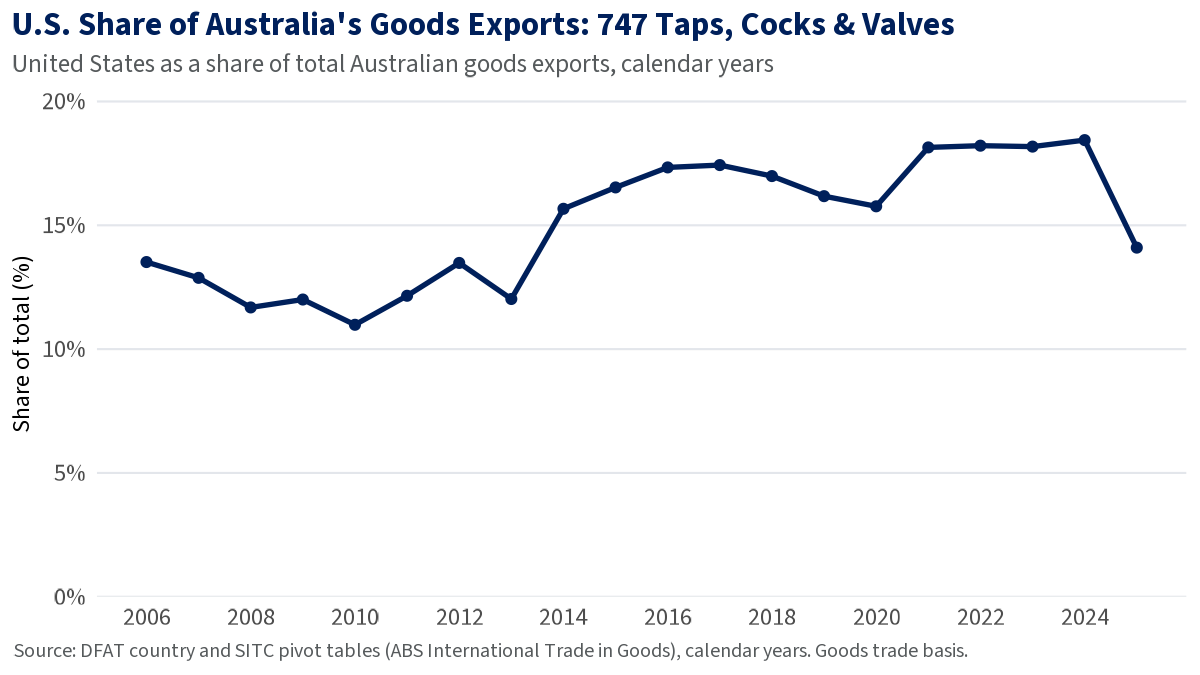 U.S. Share of Australia's Goods Exports: 747 Taps, Cocks & Valves
United States as a share of total Australian goods exports, calendar years
Share of total (%)
20%
15%
10%
5%
0%
2006 2008 2010 2012 2014 2016 2018 2020 2022 2024
Source: DFAT country and SITC pivot tables (ABS International Trade in Goods), calendar years. Goods trade basis.